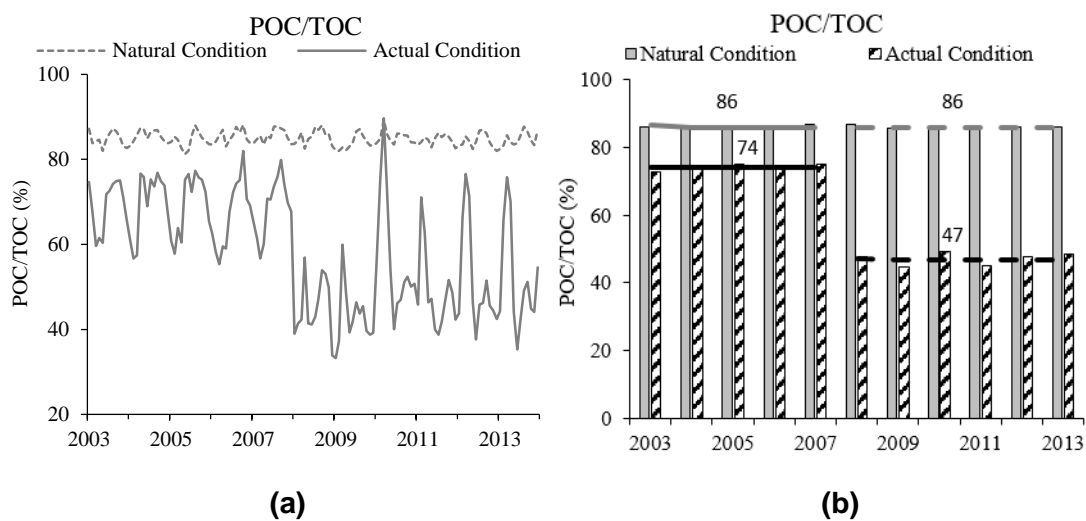 POC/TOC
Natural Condition Actual Condition
100
80
60
40
20
POC/TOC (%)
2003 2005 2007 2009 2011 2013
(a)
POC/TOC
Natural Condition Actual Condition
100
80
60
40
20
0
POC/TOC (%)
86 86
74
47
2003 2005 2007 2009 2011 2013
(b)